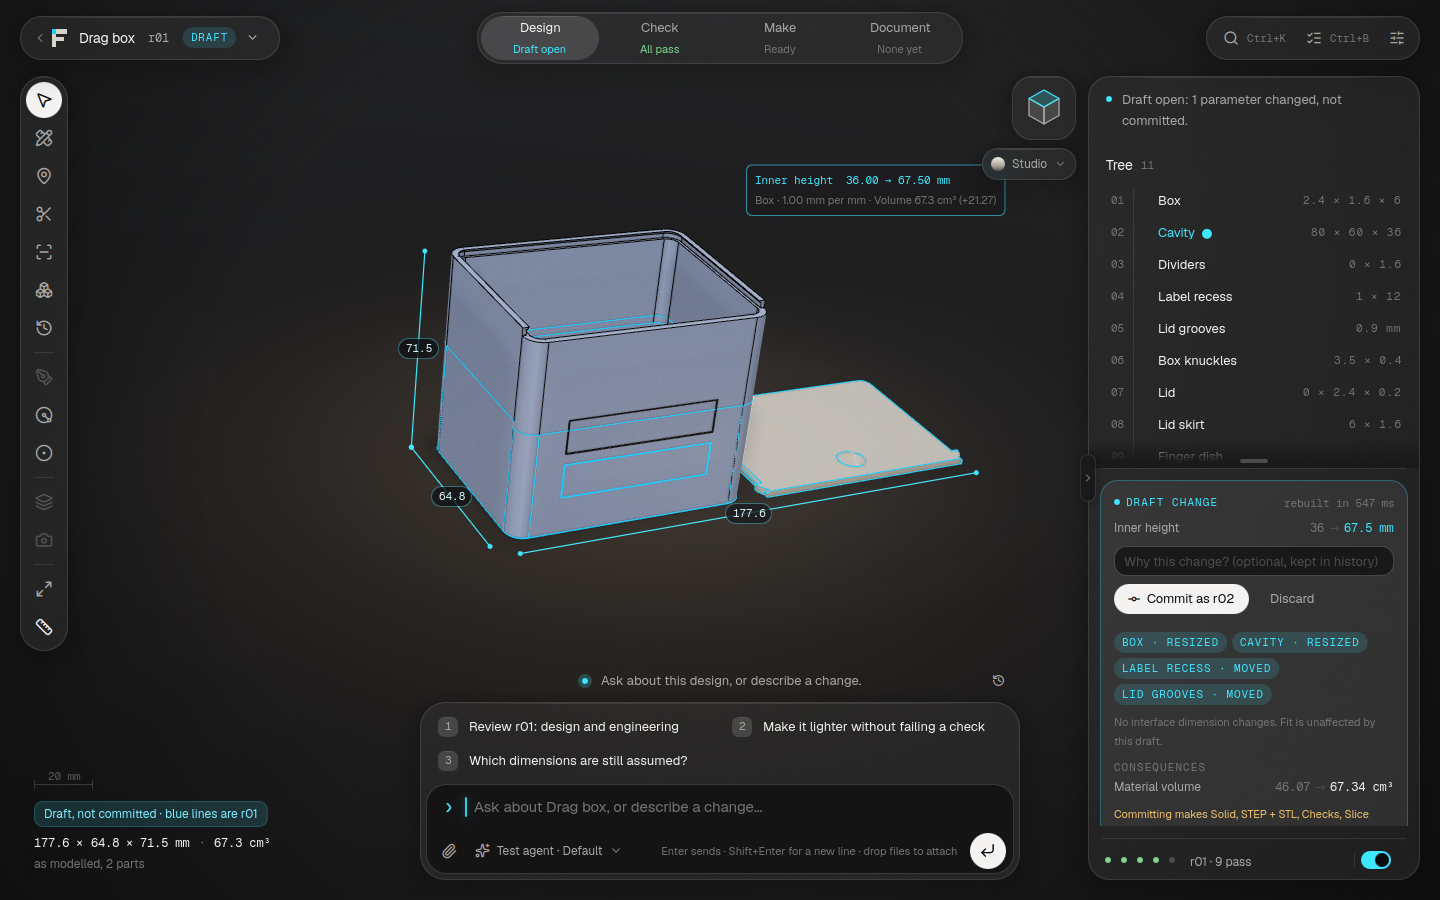 Drag box r01 DRAFT
Design
Draft open
Check
All pass
Make
Ready
Document
None yet
Ctrl+K
Ctrl+B
Studio
Inner height 36.00 → 67.50 mm
Box · 1.00 mm per mm · Volume 67.3 cm³ (+21.27)
71.5
64.8
177.6
Draft open: 1 parameter changed, not
committed.
Tree 11
01 Box 2.4 × 1.6 × 6
02 Cavity 80 × 60 × 36
03 Dividers 0 × 1.6
04 Label recess 1 × 12
05 Lid grooves 0.9 mm
06 Box knuckles 3.5 × 0.4
07 Lid 0 × 2.4 × 0.2
08 Lid skirt 6 × 1.6
09 Finger dish
DRAFT CHANGE rebuilt in 547 ms
Inner height 36 → 67.5 mm
Why this change? (optional, kept in history)
Commit as r02 Discard
BOX · RESIZED CAVITY · RESIZED
LABEL RECESS · MOVED
LID GROOVES · MOVED
No interface dimension changes. Fit is unaffected by
this draft.
CONSEQUENCES
Material volume 46.07 → 67.34 cm³
Committing makes Solid, STEP + STL, Checks, Slice
r01 · 9 pass
Ask about this design, or describe a change.
1 Review r01: design and engineering
2 Make it lighter without failing a check
3 Which dimensions are still assumed?
Ask about Drag box, or describe a change...
Test agent · Default
Enter sends · Shift+Enter for a new line · drop files to attach
20 mm
Draft, not committed · blue lines are r01
177.6 × 64.8 × 71.5 mm · 67.3 cm³
as modelled, 2 parts